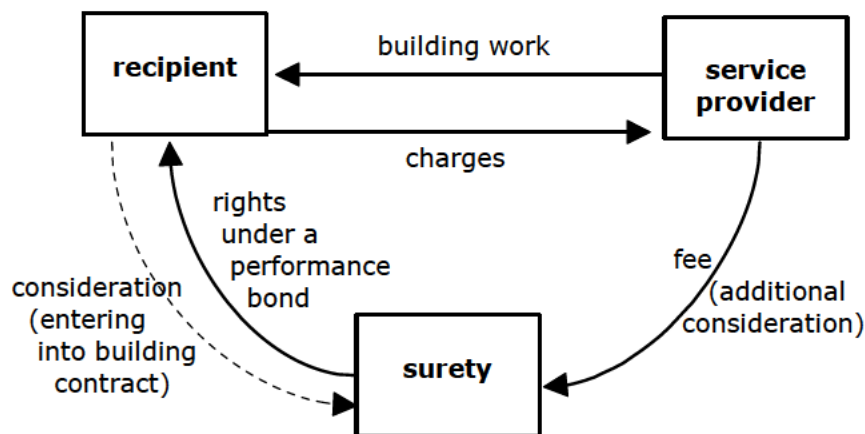 recipient
building work
service
provider
charges
rights
under a
performance
bond
consideration
(entering
into building
contract)
fee
(additional
consideration)
surety